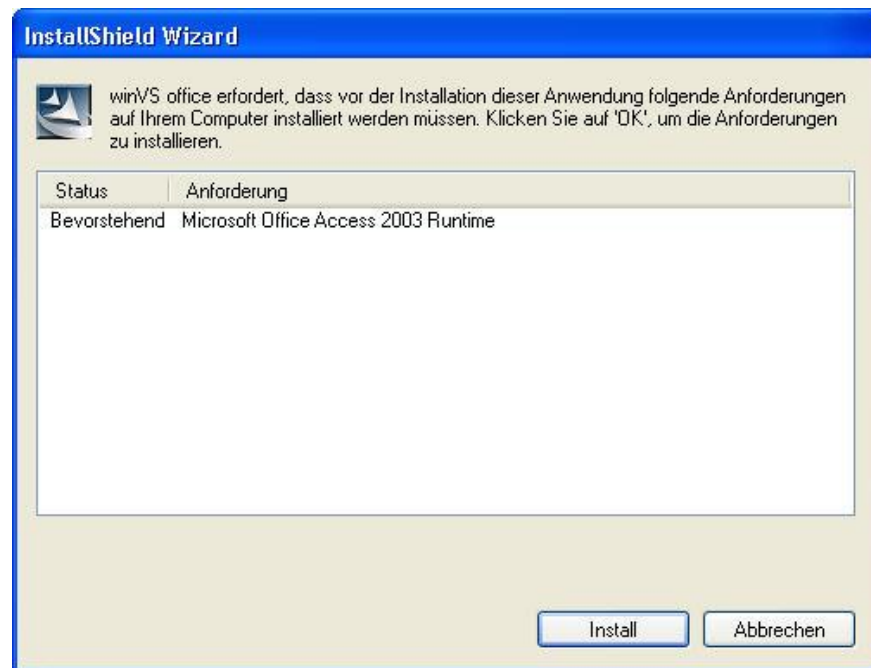 InstallShield Wizard
winVS office erfordert, dass vor der Installation dieser Anwendung folgende Anforderungen
auf Ihrem Computer installiert werden müssen. Klicken Sie auf 'OK', um die Anforderungen
zu installieren.
Status Anforderung
Bevorstehend Microsoft Office Access 2003 Runtime
Install Abbrechen